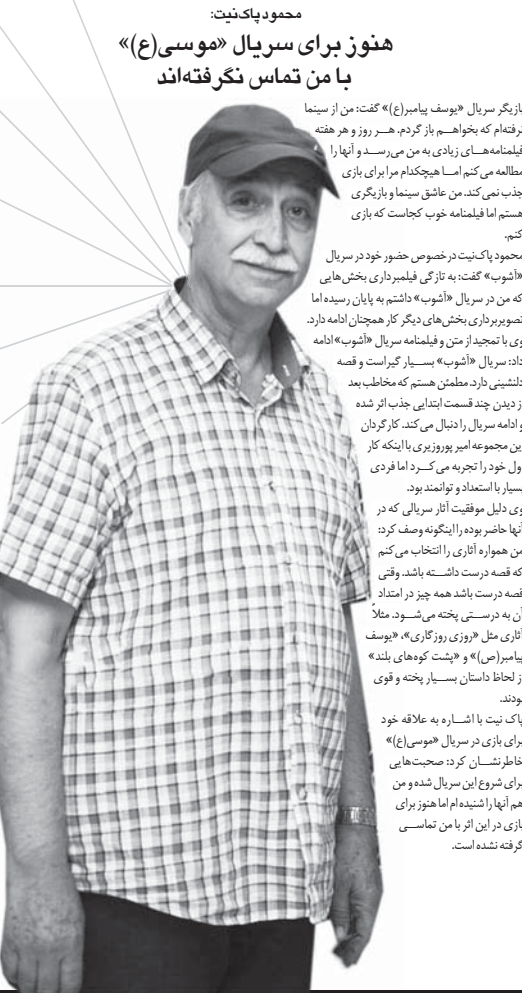 محمود پاک‌نیت:
هنوز برای سریال «موسی(ع)»
با من تماس نگرفته‌اند
بازیگر سریال «یوسف پیامبر(ع)» گفت: من از سینما
نرفته‌ام که بخواهم باز گردم. هر روز و هر هفته
فیلمنامه‌های زیادی به من می‌رسد و آنها را
مطالعه می‌کنم اما هیچکدام مرا برای بازی
جذب نمی‌کند. من عاشق سینما و بازیگری
هستم اما فیلمنامه خوب کجاست که بازی
کنم.
محمود پاک‌نیت در خصوص حضور خود در سریال
«آشوب» گفت: به تازگی فیلمبرداری بخش‌هایی
که من در سریال «آشوب» داشتم به پایان رسیده اما
تصویربرداری بخش‌های دیگر کار همچنان ادامه دارد.
وی با تمجید از متن و فیلمنامه سریال «آشوب» ادامه
داد: سریال «آشوب» بسیار گیراست و قصه
دلنشینی دارد. مطمئن هستم که مخاطب بعد
از دیدن چند قسمت ابتدایی جذب اثر شده
و ادامه سریال را دنبال می‌کند. کارگردان
این مجموعه امیر پوروزیری با اینکه کار
اول خود را تجربه می‌کرد اما فردی
بسیار با استعداد و توانمند بود.
وی دلیل موفقیت آثار سریالی که در
آنها حاضر بوده را اینگونه وصف کرد:
من همواره آثاری را انتخاب می‌کنم
که قصه درست داشته باشد. وقتی
قصه درست باشد همه چیز در امتداد
آن به درستی پخته می‌شود. مثلاً
آثاری مثل «روزی روزگاری»، «یوسف
پیامبر(ص)» و «پشت کوه‌های بلند»
از لحاظ داستان بسیار پخته و قوی
بودند.
پاک نیت با اشاره به علاقه خود
برای بازی در سریال «موسی(ع)»
خاطرنشان کرد: صحبت‌هایی
برای شروع این سریال شده و من
هم آنها را شنیده‌ام اما هنوز برای
بازی در این اثر با من تماسی
گرفته نشده است.